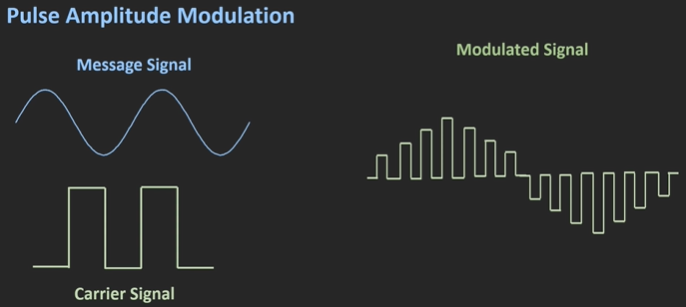 Pulse Amplitude Modulation
Message Signal
Modulated Signal
Carrier Signal